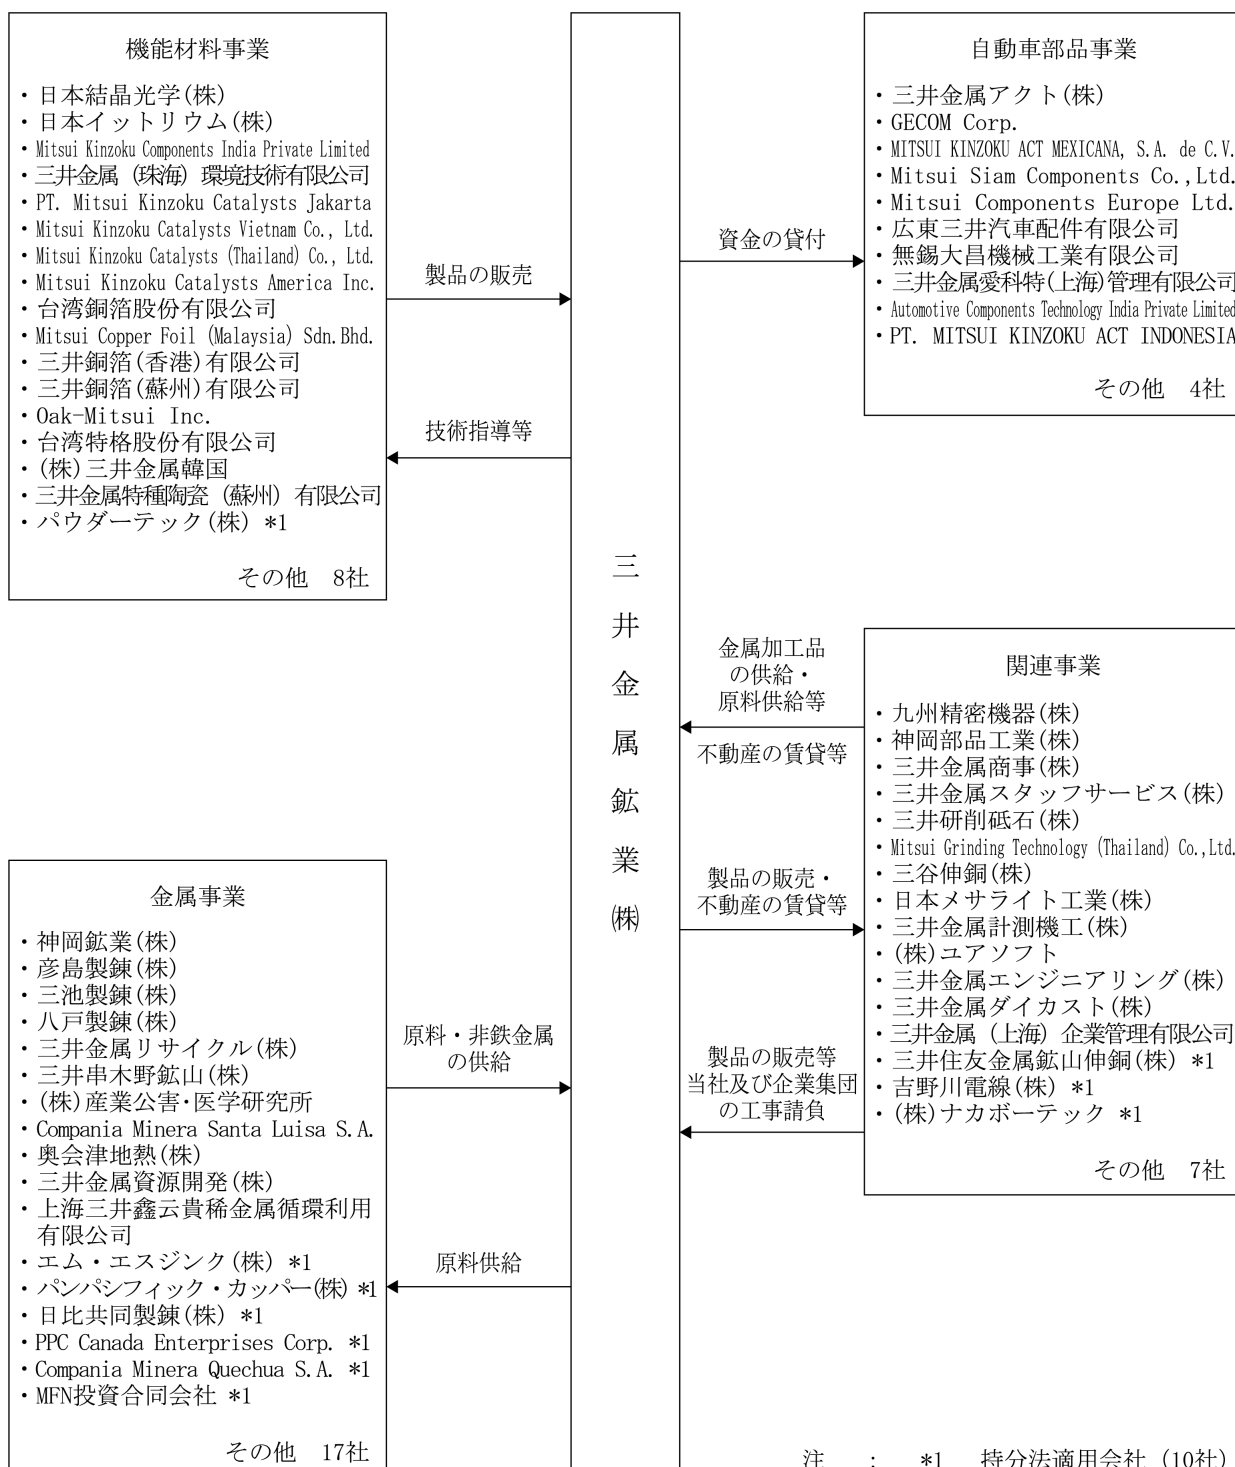 機能材料事業
・日本結晶光学(株)
・日本イットリウム(株)
・Mitsui Kinzoku Components India Private Limited
・三井金属（珠海）環境技術有限公司
・PT. Mitsui Kinzoku Catalysts Jakarta
・Mitsui Kinzoku Catalysts Vietnam Co., Ltd.
・Mitsui Kinzoku Catalysts (Thailand) Co., Ltd.
・Mitsui Kinzoku Catalysts America Inc.
・台湾銅箔股份有限公司
・Mitsui Copper Foil (Malaysia) Sdn.Bhd.
・三井銅箔(香港)有限公司
・三井銅箔(蘇州)有限公司
・Oak-Mitsui Inc.
・台湾特格股份有限公司
・(株)三井金属韓国
・三井金属特種陶瓷（蘇州）有限公司
・パウダーテック(株) *1
その他　8社
製品の販売
技術指導等
金属事業
・神岡鉱業(株)
・彦島製錬(株)
・三池製錬(株)
・八戸製錬(株)
・三井金属リサイクル(株)
・三井串木野鉱山(株)
・(株)産業公害・医学研究所
・Compania Minera Santa Luisa S.A.
・奥会津地熱(株)
・三井金属資源開発(株)
・上海三井鑫云貴稀金属循環利用
有限公司
・エム・エスジンク(株) *1
・パンパシフィック・カッパー(株) *1
・日比共同製錬(株) *1
・PPC Canada Enterprises Corp. *1
・Compania Minera Quechua S.A. *1
・MFN投資合同会社 *1
その他　17社
原料・非鉄金属
の供給
原料供給
三井金属鉱業㈱
自動車部品事業
・三井金属アクト(株)
・GECOM Corp.
・MITSUI KINZOKU ACT MEXICANA, S.A. de C.V.
・Mitsui Siam Components Co.,Ltd.
・Mitsui Components Europe Ltd.
・広東三井汽車配件有限公司
・無錫大昌機械工業有限公司
・三井金属愛科特(上海)管理有限公司
・Automotive Components Technology India Private Limited
・PT. MITSUI KINZOKU ACT INDONESIA
その他　4社
資金の貸付
関連事業
・九州精密機器(株)
・神岡部品工業(株)
・三井金属商事(株)
・三井金属スタッフサービス(株)
・三井研削砥石(株)
・Mitsui Grinding Technology (Thailand) Co.,Ltd.
・三谷伸銅(株)
・日本メサライト工業(株)
・三井金属計測機工(株)
・(株)ユアソフト
・三井金属エンジニアリング(株)
・三井金属ダイカスト(株)
・三井金属（上海）企業管理有限公司
・三井住友金属鉱山伸銅(株) *1
・吉野川電線(株) *1
・(株)ナカボーテック *1
その他　7社
金属加工品
の供給・
原料供給等
不動産の賃貸等
製品の販売・
不動産の賃貸等
製品の販売等
当社及び企業集団
の工事請負
注　：　*1　持分法適用会社（10社）